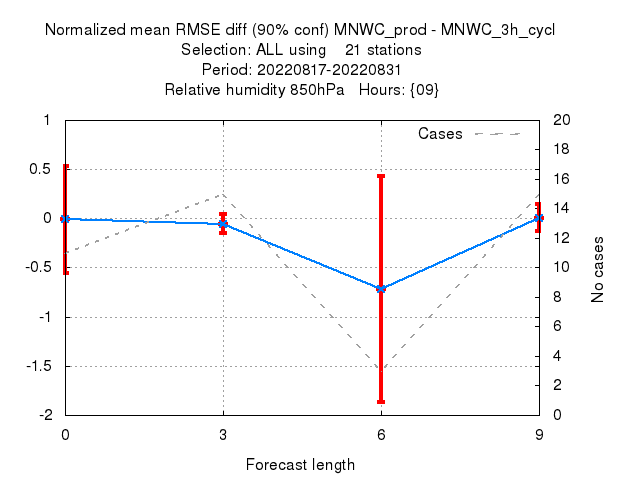 Normalized mean RMSE diff (90% conf) MNWC_prod - MNWC_3h_cycl
Selection: ALL using 21 stations
Period: 20220817-20220831
Relative humidity 850hPa Hours: {09}
Cases
1
0.5
0
-0.5
-1
-1.5
-2
20
18
16
14
12
10
8
6
4
2
0
No cases
0 3 6 9
Forecast length